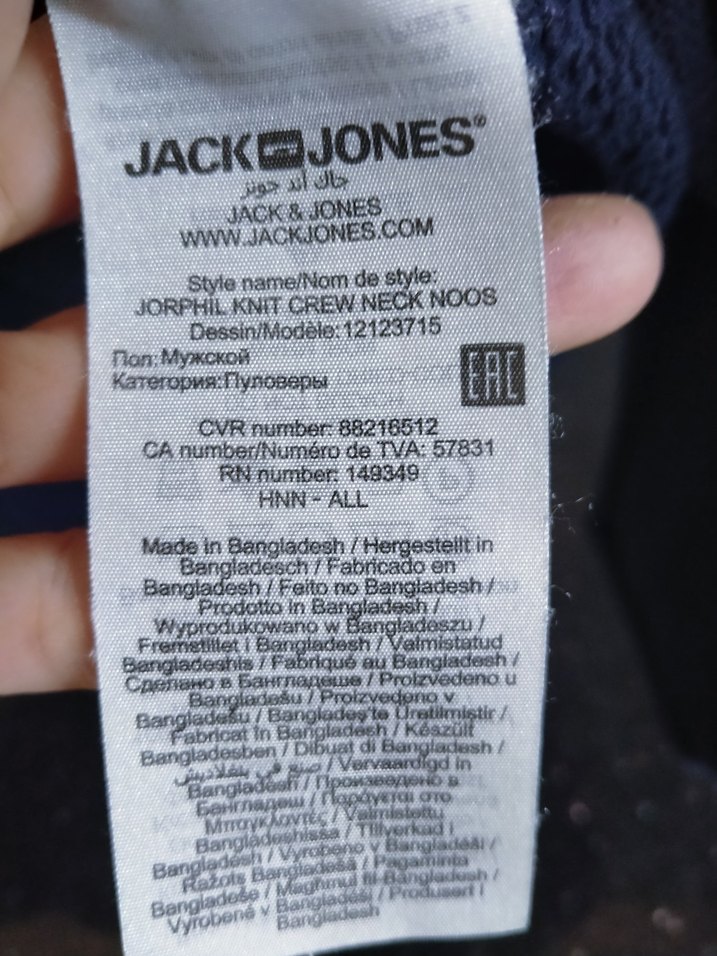 JACK JONES®
جاك أند جونز
JACK & JONES
WWW.JACKJONES.COM
Style name/Nom de style:
JORPHIL KNIT CREW NECK NOOS
Dessin/Modèle:12123715
Пол: Мужской
Категория:Пуловеры
EAC
CVR number: 88216512
CA number/Numéro de TVA: 57831
RN number: 149349
HNN - ALL
Made in Bangladesh / Hergestellt in
Bangladesch / Fabricado en
Bangladesh / Feito no Bangladesh /
Prodotto in Bangladesh /
Wyprodukowano w Bangladeszu /
Fremstillet i Bangladesh / Valmistatud
Bangladeshis / Fabriqué au Bangladesh /
Сделано в Бангладеше / Proizvedeno u
Bangladešu / Proizvedeno v
Bangladešu / Bangladeş'te Üretilmiştir /
Fabricat în Bangladesh / Készült
Bangladesben / Dibuat di Bangladesh /
صنع في بنغلاديش / Vervaardigd in
Bangladesh / Произведено в
Бангладеш / Παράγεται στο
Μπαγκλαντές / Valmistettu
Bangladeshissa / Tillverkad i
Bangladesh / Vyrobeno v Bangladéši /
Ražots Bangladešā / Pagaminta
Bangladeše / Maghmul fil-Bangladesh /
Vyrobené v Bangladéši / Produsert i
Bangladesh